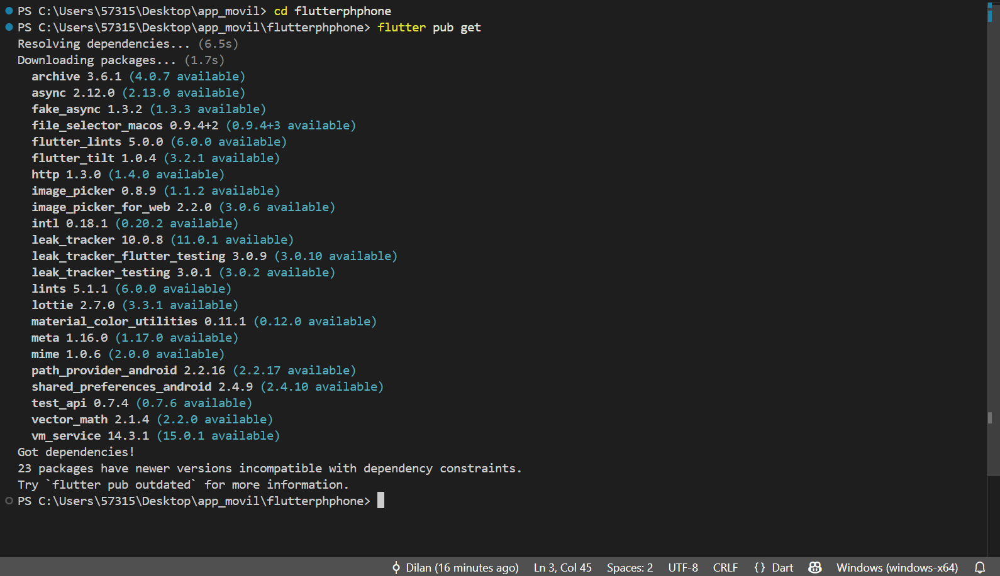 PS C:\Users\57315\Desktop\app_movil> cd flutterphphone
PS C:\Users\57315\Desktop\app_movil\flutterphphone> flutter pub get
Resolving dependencies... (6.5s)
Downloading packages... (1.7s)
archive 3.6.1 (4.0.7 available)
async 2.12.0 (2.13.0 available)
fake_async 1.3.2 (1.3.3 available)
file_selector_macos 0.9.4+2 (0.9.4+3 available)
flutter_lints 5.0.0 (6.0.0 available)
flutter_tilt 1.0.4 (3.2.1 available)
http 1.3.0 (1.4.0 available)
image_picker 0.8.9 (1.1.2 available)
image_picker_for_web 2.2.0 (3.0.6 available)
intl 0.18.1 (0.20.2 available)
leak_tracker 10.0.8 (11.0.1 available)
leak_tracker_flutter_testing 3.0.9 (3.0.10 available)
leak_tracker_testing 3.0.1 (3.0.2 available)
lints 5.1.1 (6.0.0 available)
lottie 2.7.0 (3.3.1 available)
material_color_utilities 0.11.1 (0.12.0 available)
meta 1.16.0 (1.17.0 available)
mime 1.0.6 (2.0.0 available)
path_provider_android 2.2.16 (2.2.17 available)
shared_preferences_android 2.4.9 (2.4.10 available)
test_api 0.7.4 (0.7.6 available)
vector_math 2.1.4 (2.2.0 available)
vm_service 14.3.1 (15.0.1 available)
Got dependencies!
23 packages have newer versions incompatible with dependency constraints.
Try `flutter pub outdated` for more information.
PS C:\Users\57315\Desktop\app_movil\flutterphphone>
Dilan (16 minutes ago) Ln 3, Col 45 Spaces: 2 UTF-8 CRLF {} Dart Windows (windows-x64)